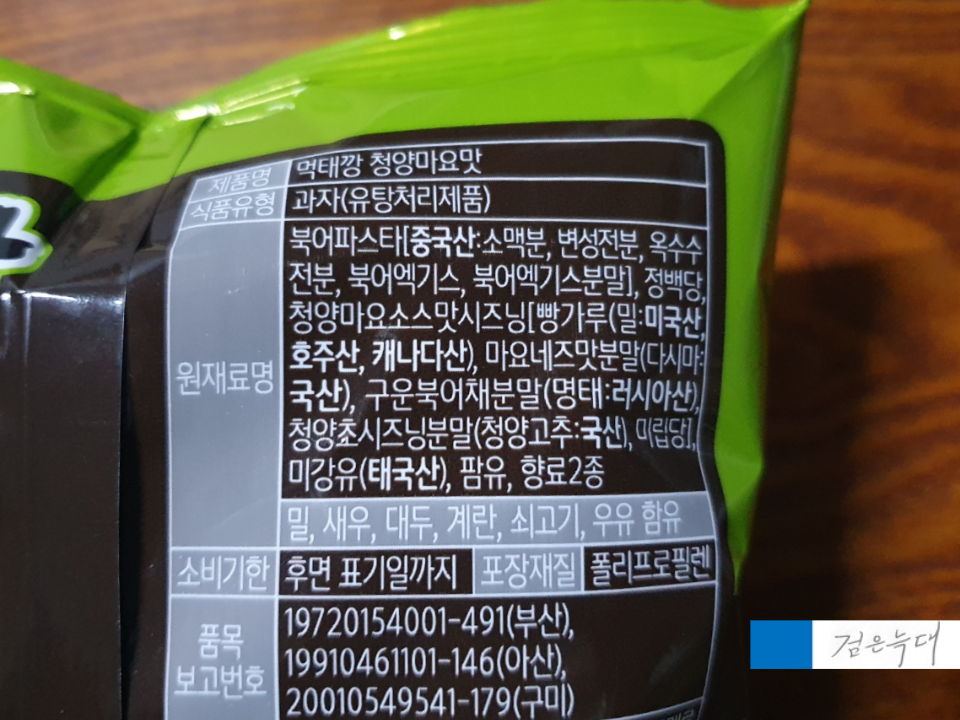 제품명 먹태깡 청양마요맛
식품유형 과자(유탕처리제품)
원재료명
북어파스타[중국산:소맥분, 변성전분, 옥수수
전분, 북어엑기스, 북어엑기스분말], 정백당,
청양마요소스맛시즈닝[빵가루(밀:미국산,
호주산, 캐나다산), 마요네즈맛분말(다시마:
국산), 구운북어채분말(명태:러시아산),
청양초시즈닝분말(청양고추:국산), 미립당],
미강유(태국산), 팜유, 향료2종
밀, 새우, 대두, 계란, 쇠고기, 우유 함유
소비기한 후면 표기일까지 포장재질 폴리프로필렌
품목
보고번호
19720154001-491(부산),
19910461101-146(아산),
20010549541-179(구미)
검은늑대